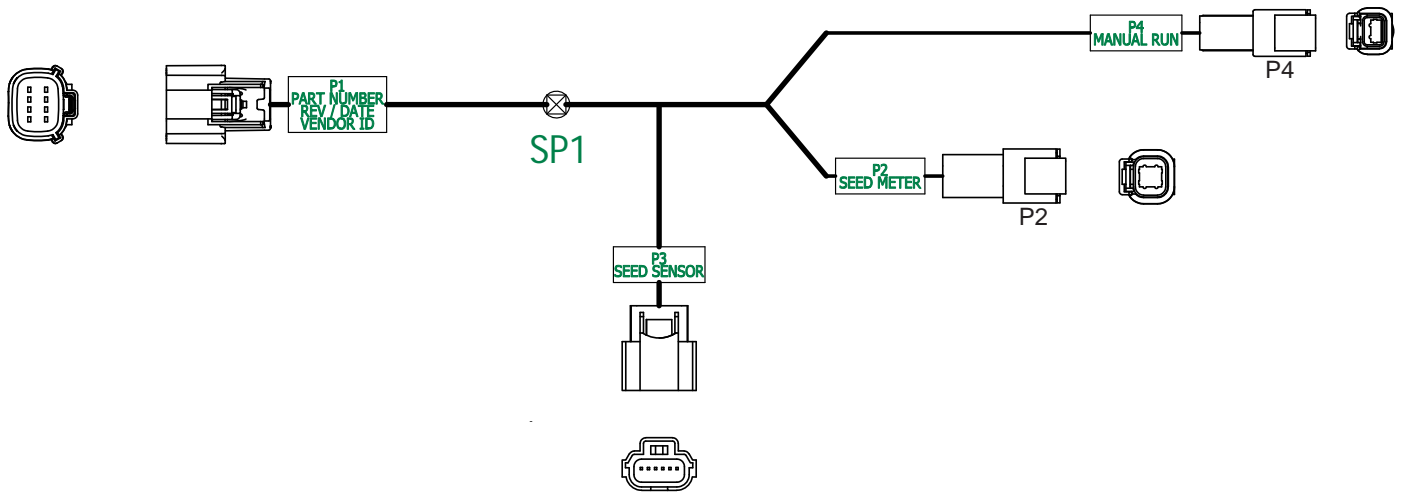 P4
MANUAL RUN
P4
P1
PART NUMBER
REV / DATE
VENDOR ID
SP1
P2
SEED METER
P2
P3
SEED SENSOR